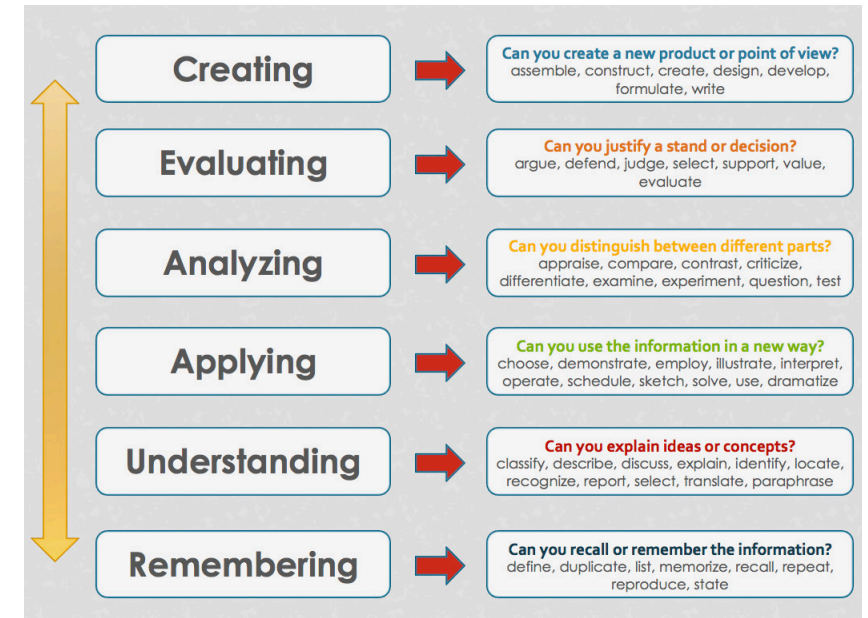 Creating
Can you create a new product or point of view?
assemble, construct, create, design, develop,
formulate, write
Evaluating
Can you justify a stand or decision?
argue, defend, judge, select, support, value,
evaluate
Analyzing
Can you distinguish between different parts?
appraise, compare, contrast, criticize,
differentiate, examine, experiment, question, test
Applying
Can you use the information in a new way?
choose, demonstrate, employ, illustrate, interpret,
operate, schedule, sketch, solve, use, dramatize
Understanding
Can you explain ideas or concepts?
classify, describe, discuss, explain, identify, locate,
recognize, report, select, translate, paraphrase
Remembering
Can you recall or remember the information?
define, duplicate, list, memorize, recall, repeat,
reproduce, state